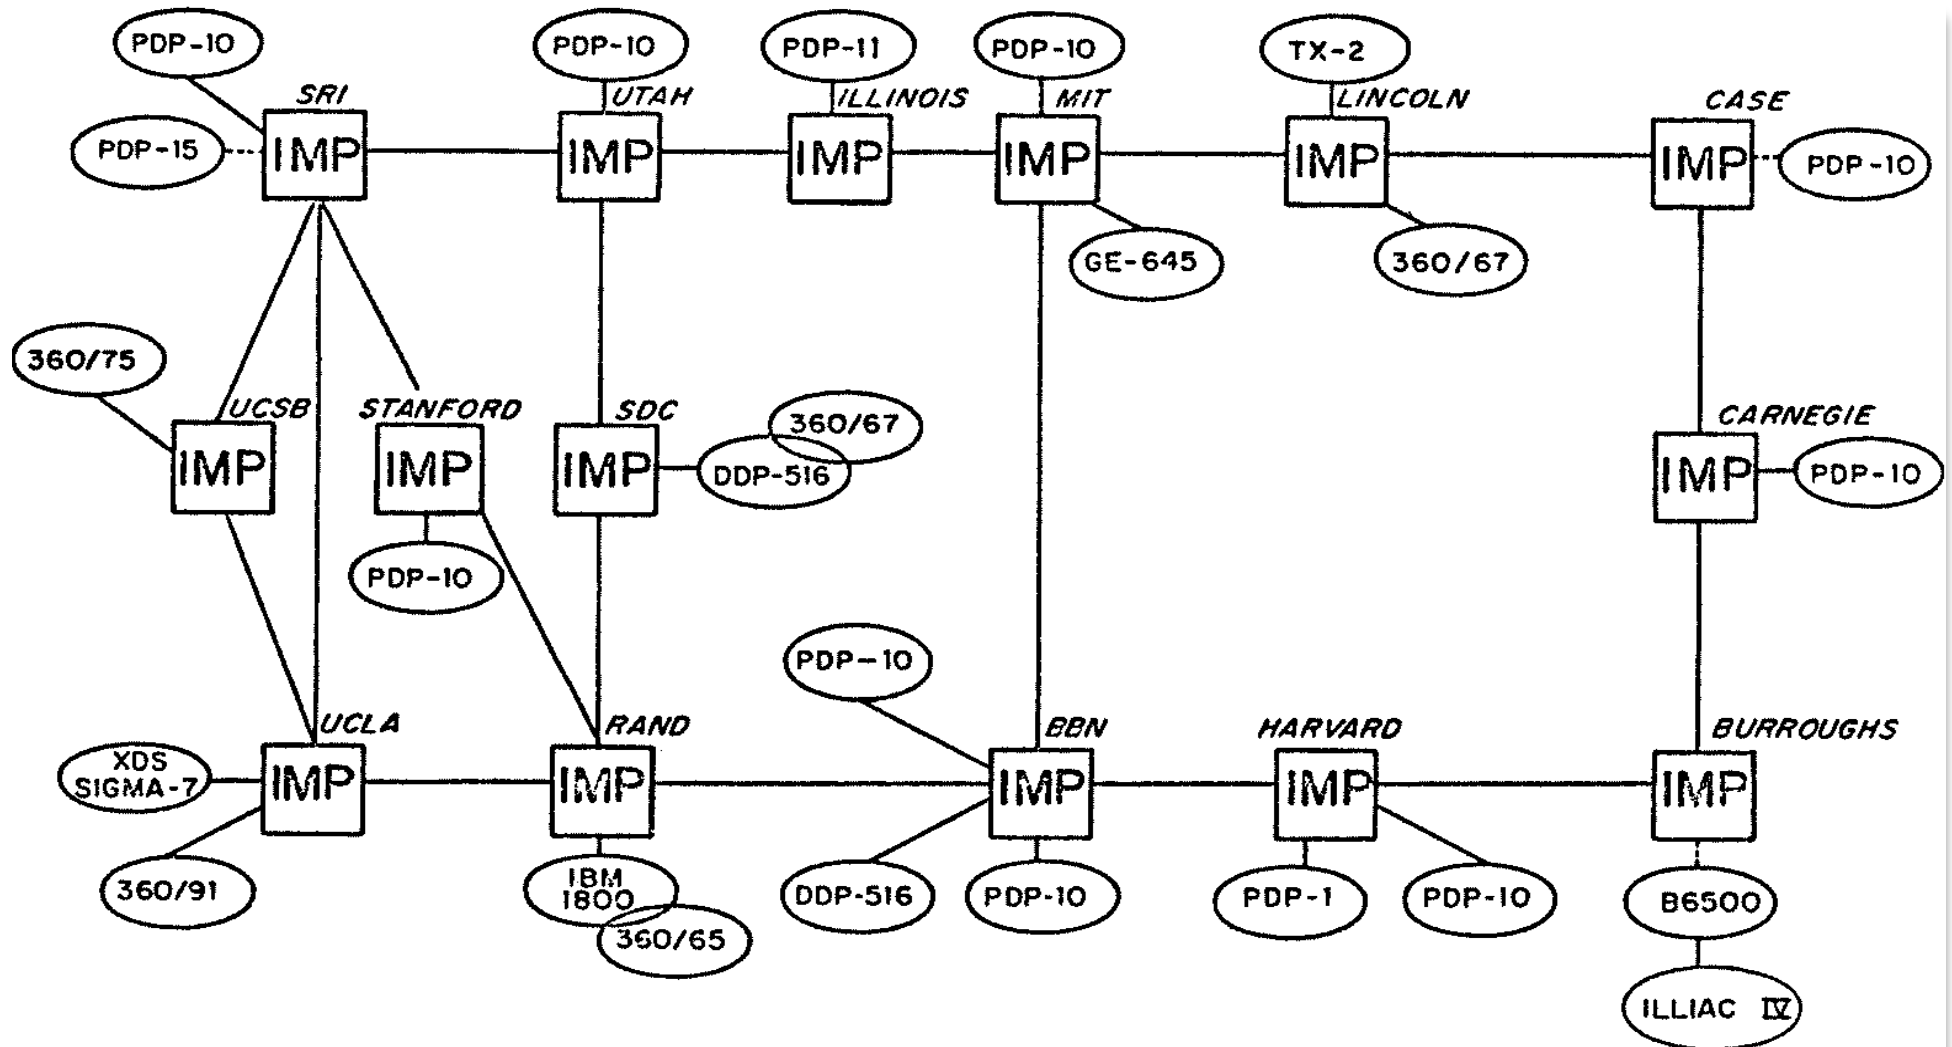 PDP-10
PDP-10
PDP-11
PDP-10
TX-2
SRI
UTAH
ILLINOIS
MIT
LINCOLN
CASE
PDP-15
IMP
IMP
IMP
IMP
IMP
IMP
PDP-10
GE-645
360/67
360/75
UCSB
STANFORD
SDC
360/67
CARNEGIE
IMP
IMP
IMP
DDP-516
IMP
PDP-10
PDP-10
PDP-10
UCLA
RAND
BBN
HARVARD
BURROUGHS
XDS
SIGMA-7
IMP
IMP
IMP
IMP
IMP
360/91
IBM
1800
360/65
DDP-516
PDP-10
PDP-1
PDP-10
B6500
ILLIAC IV